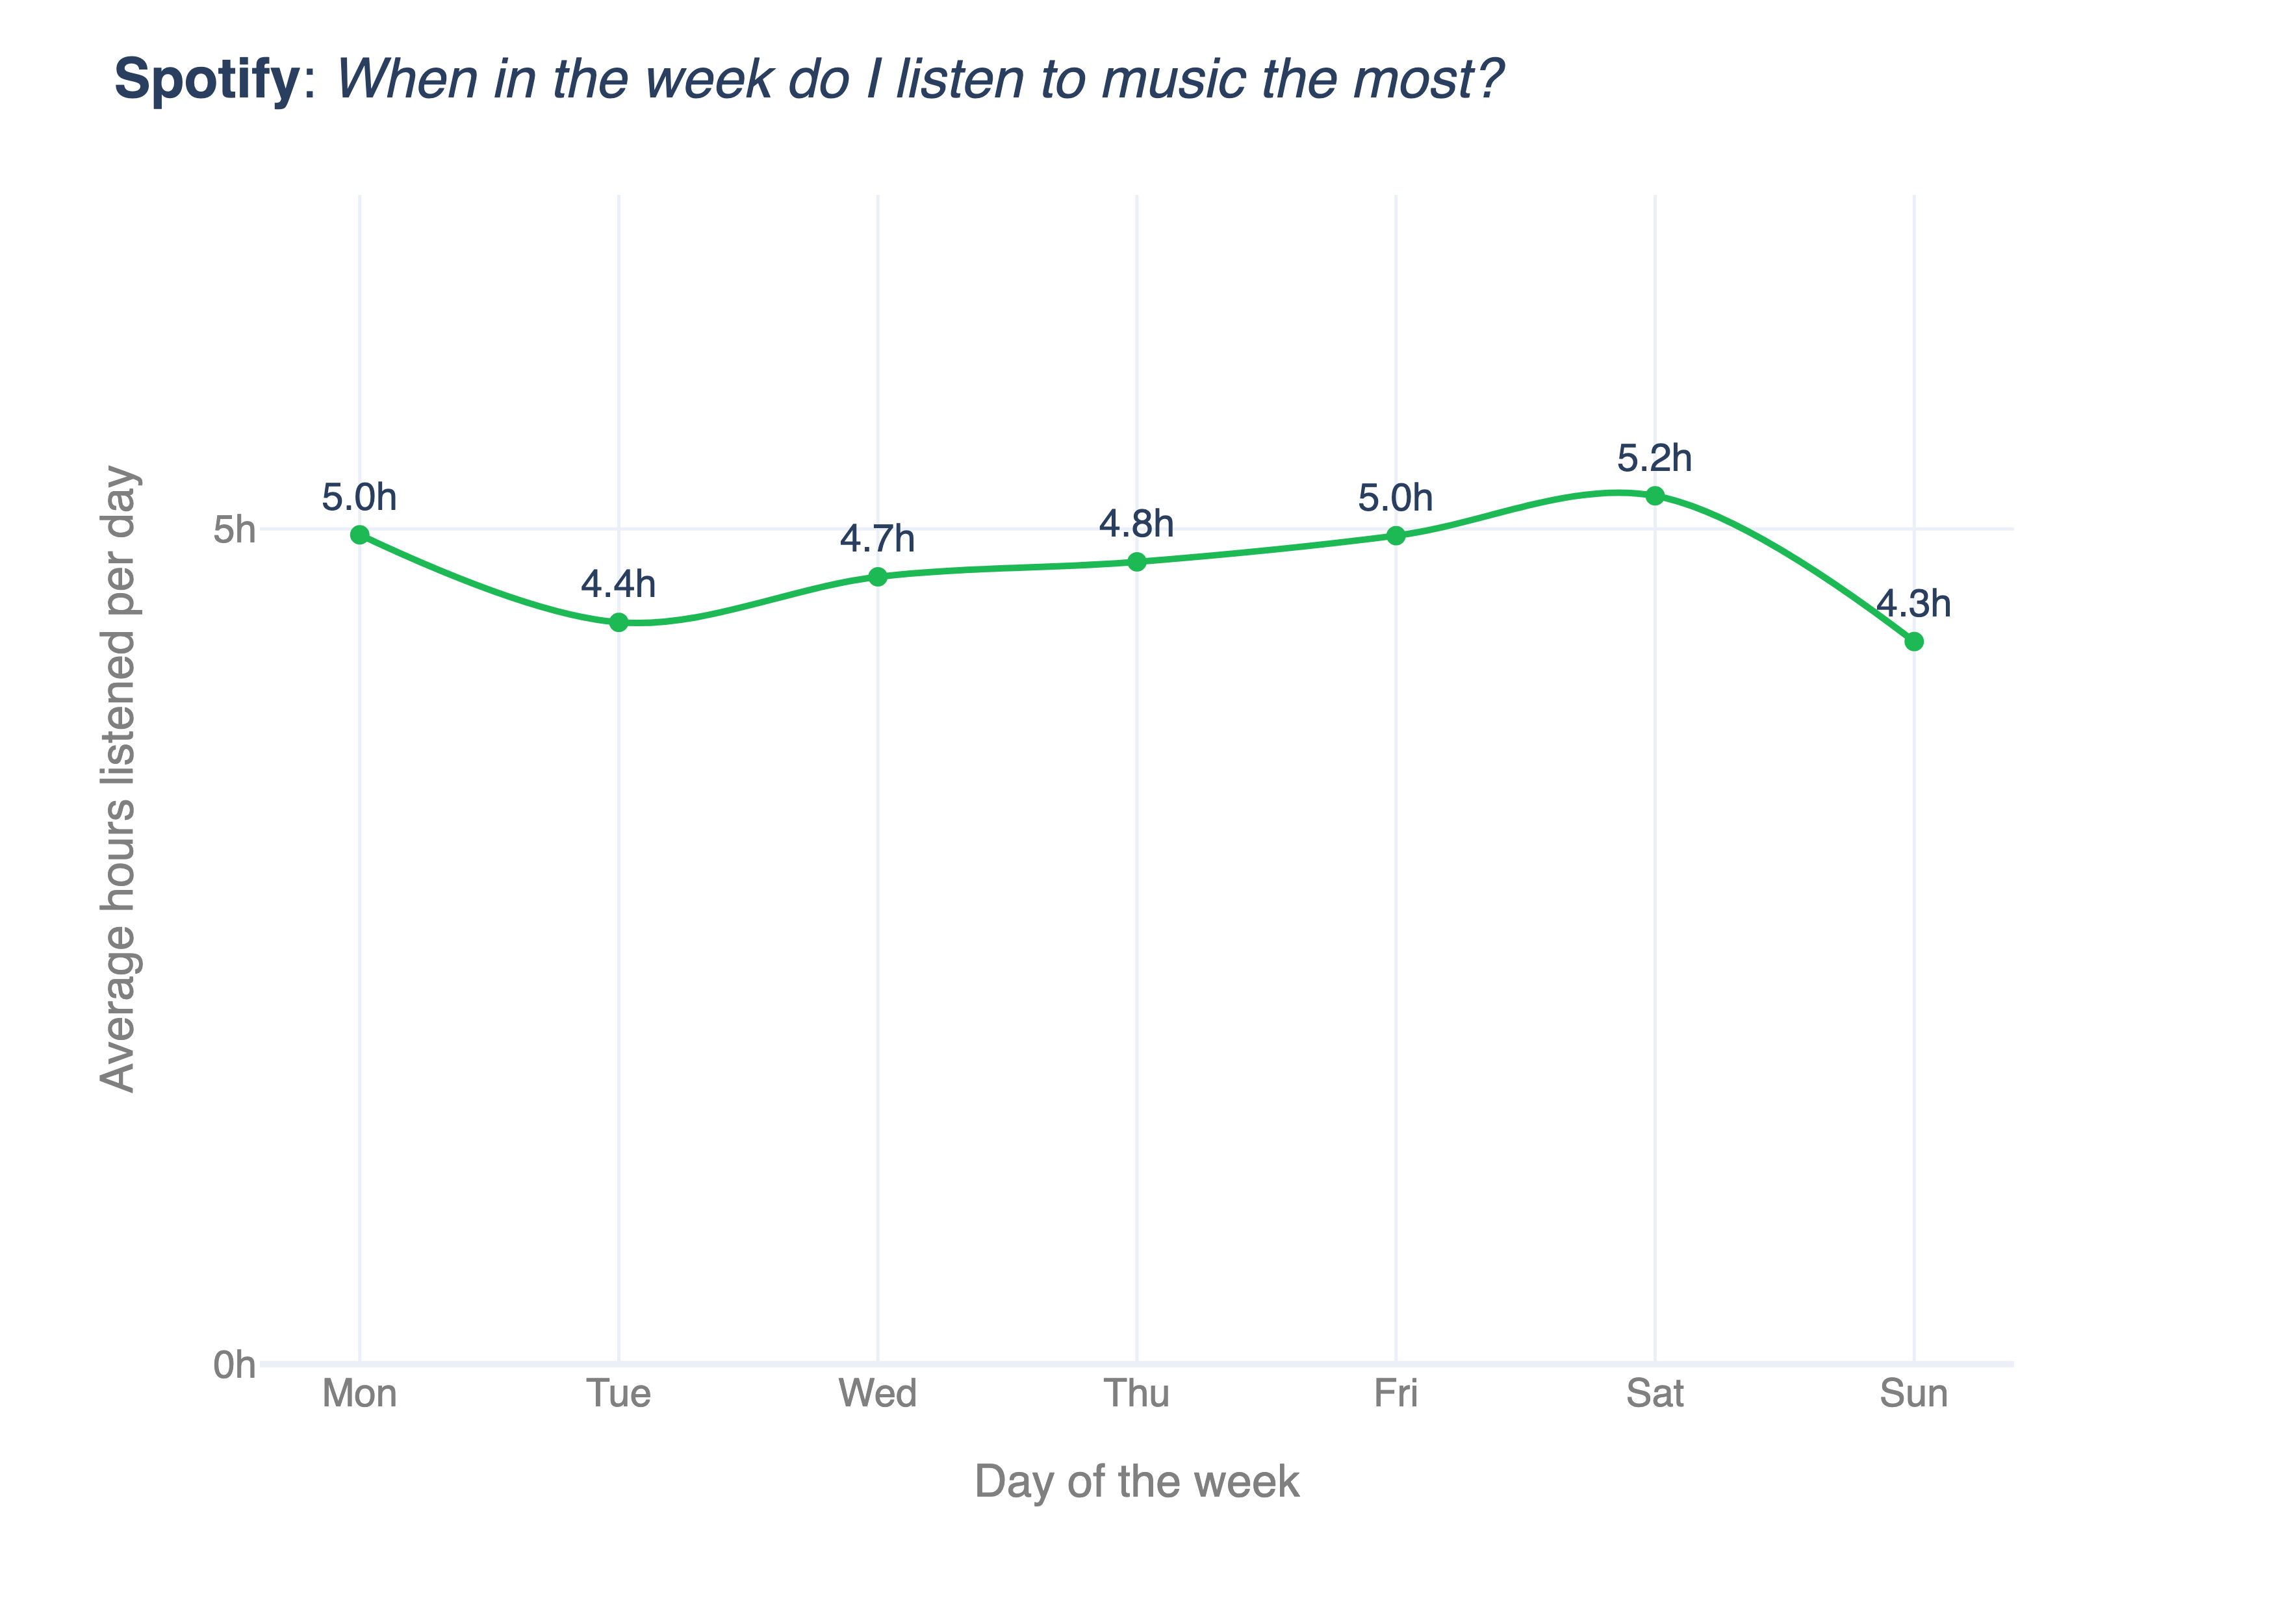 Spotify: When in the week do I listen to music the most?
5.2h
5.0h
5.0h
4.8h
4.7h
4.4h
4.3h
5h
0h
Average hours listened per day
Mon Tue Wed Thu Fri Sat Sun
Day of the week